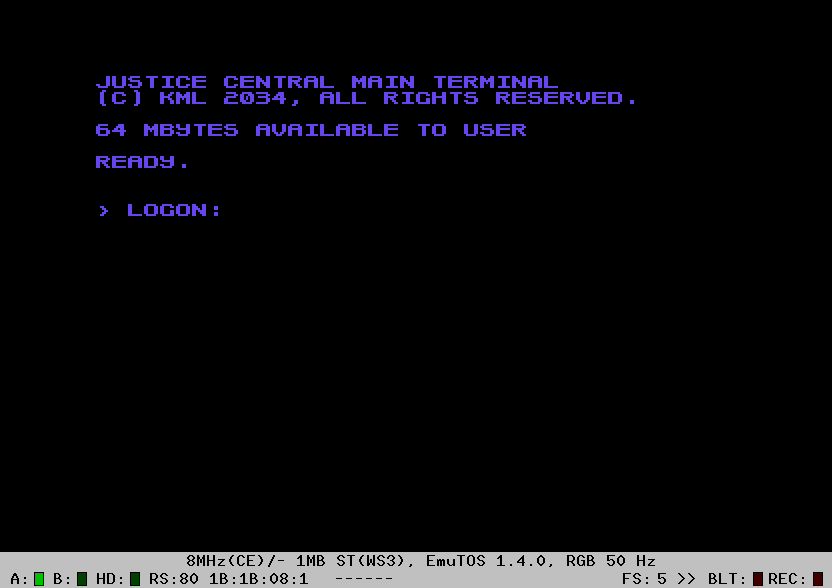 JUSTICE CENTRAL MAIN TERMINAL
(C) KML 2034, ALL RIGHTS RESERVED.
64 MBYTES AVAILABLE TO USER
READY.
> LOGON:
8MHz(CE)/- 1MB ST(WS3), EmuTOS 1.4.0, RGB 50 Hz
A: B: HD: RS:80 1B:1B:08:1 ------ FS: 5 >> BLT: REC: